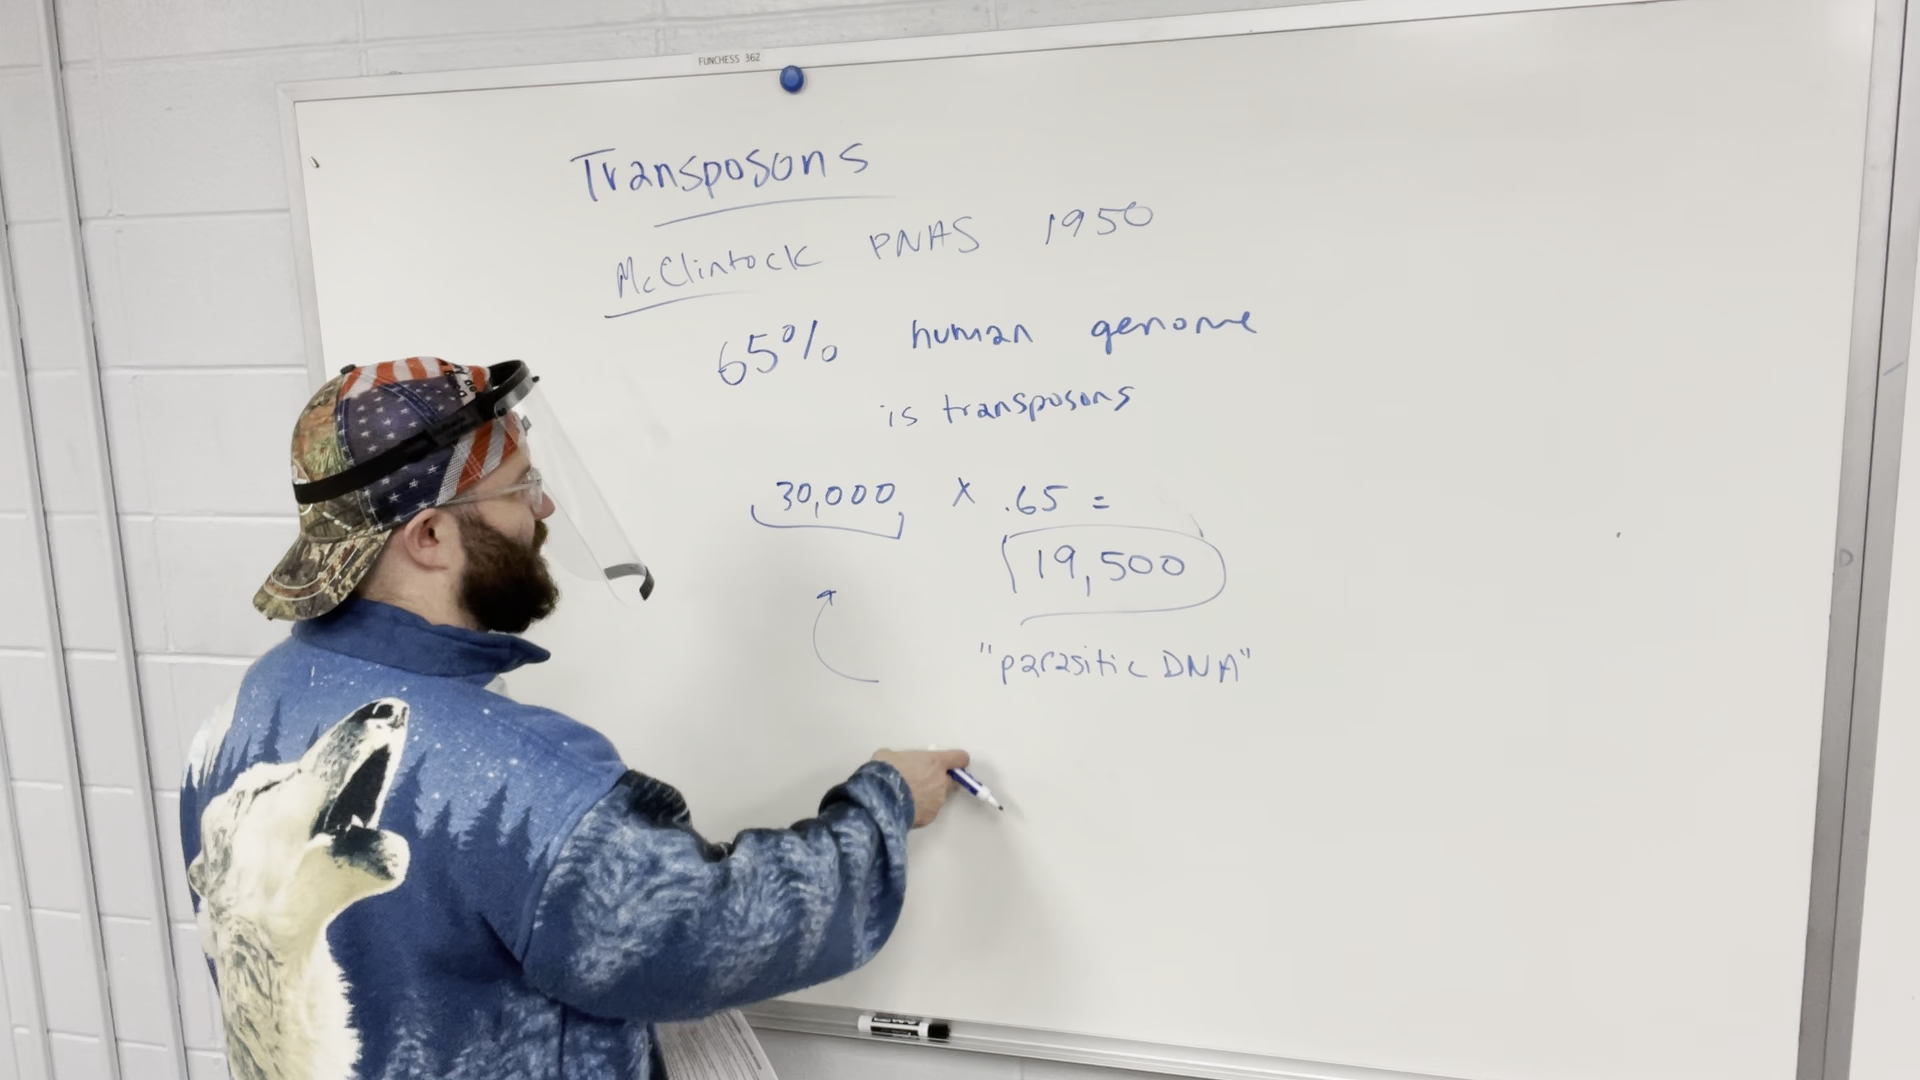 FUNCHESS 362
Transposons
McClintock PNAS 1950
65% human genome
is transposons
30,000 x .65 =
19,500
"parasitic DNA"